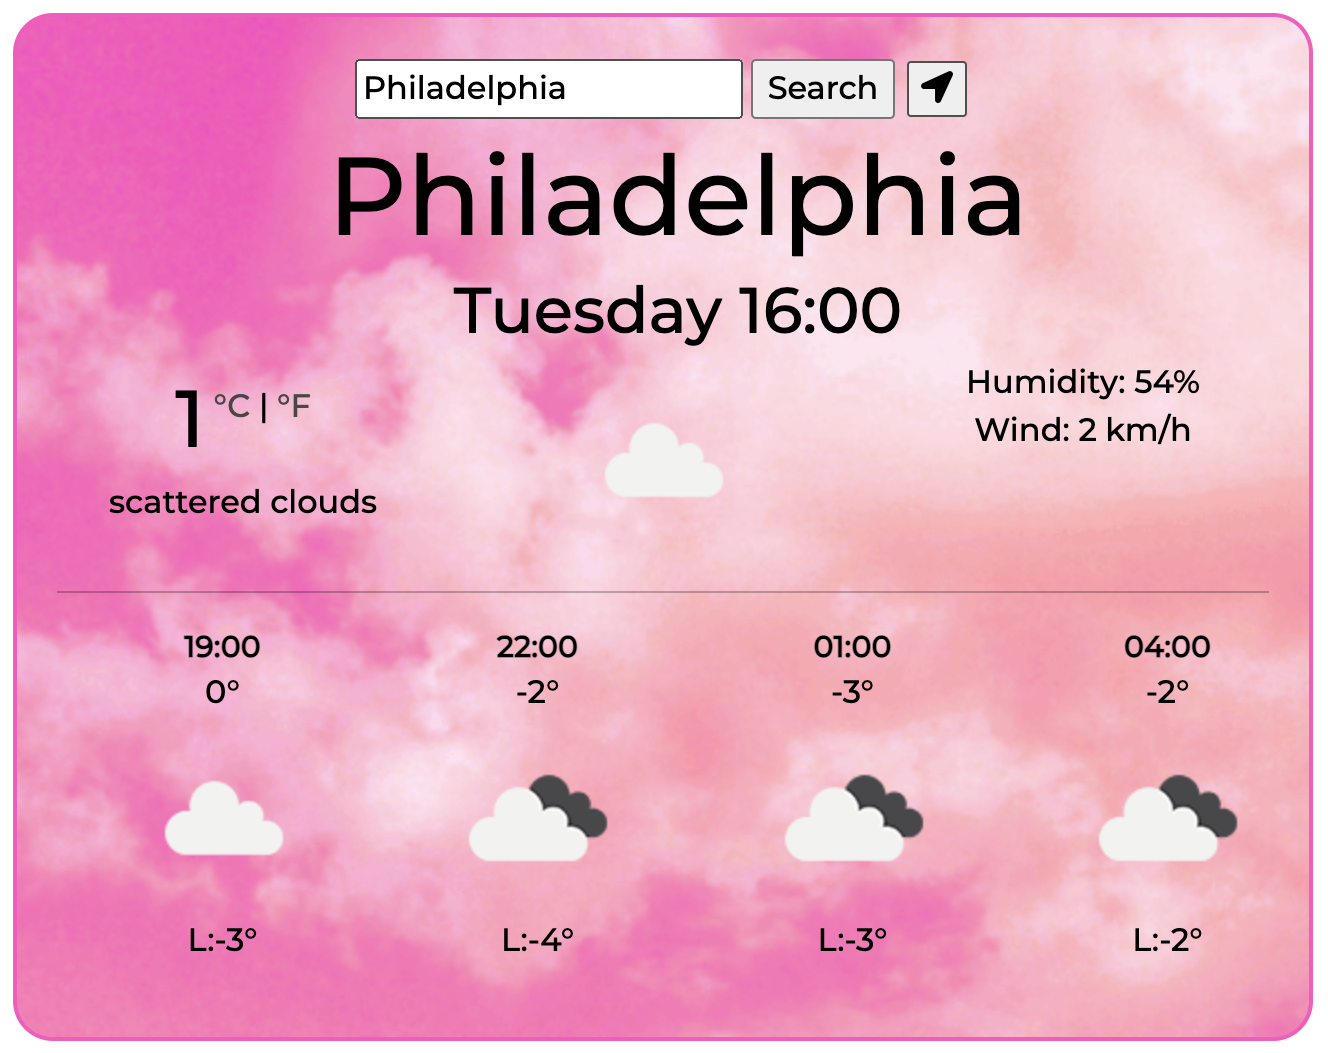 Philadelphia Search
Philadelphia
Tuesday 16:00
1 °C | °F
scattered clouds
Humidity: 54%
Wind: 2 km/h
19:00 22:00 01:00 04:00
0° -2° -3° -2°
L:-3° L:-4° L:-3° L:-2°